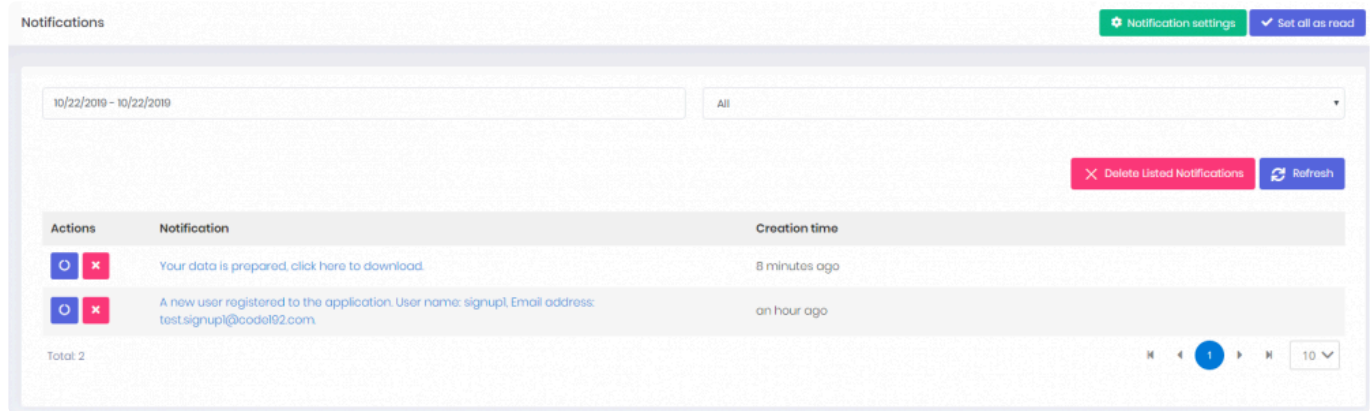 Notifications
Notification settings
Set all as read
10/22/2019 - 10/22/2019
All
Delete Listed Notifications
Refresh
Actions
Notification
Creation time
Your data is prepared, click here to download.
8 minutes ago
A new user registered to the application. User name: signup1, Email address:
test.signup1@code192.com.
an hour ago
Total: 2
1
10